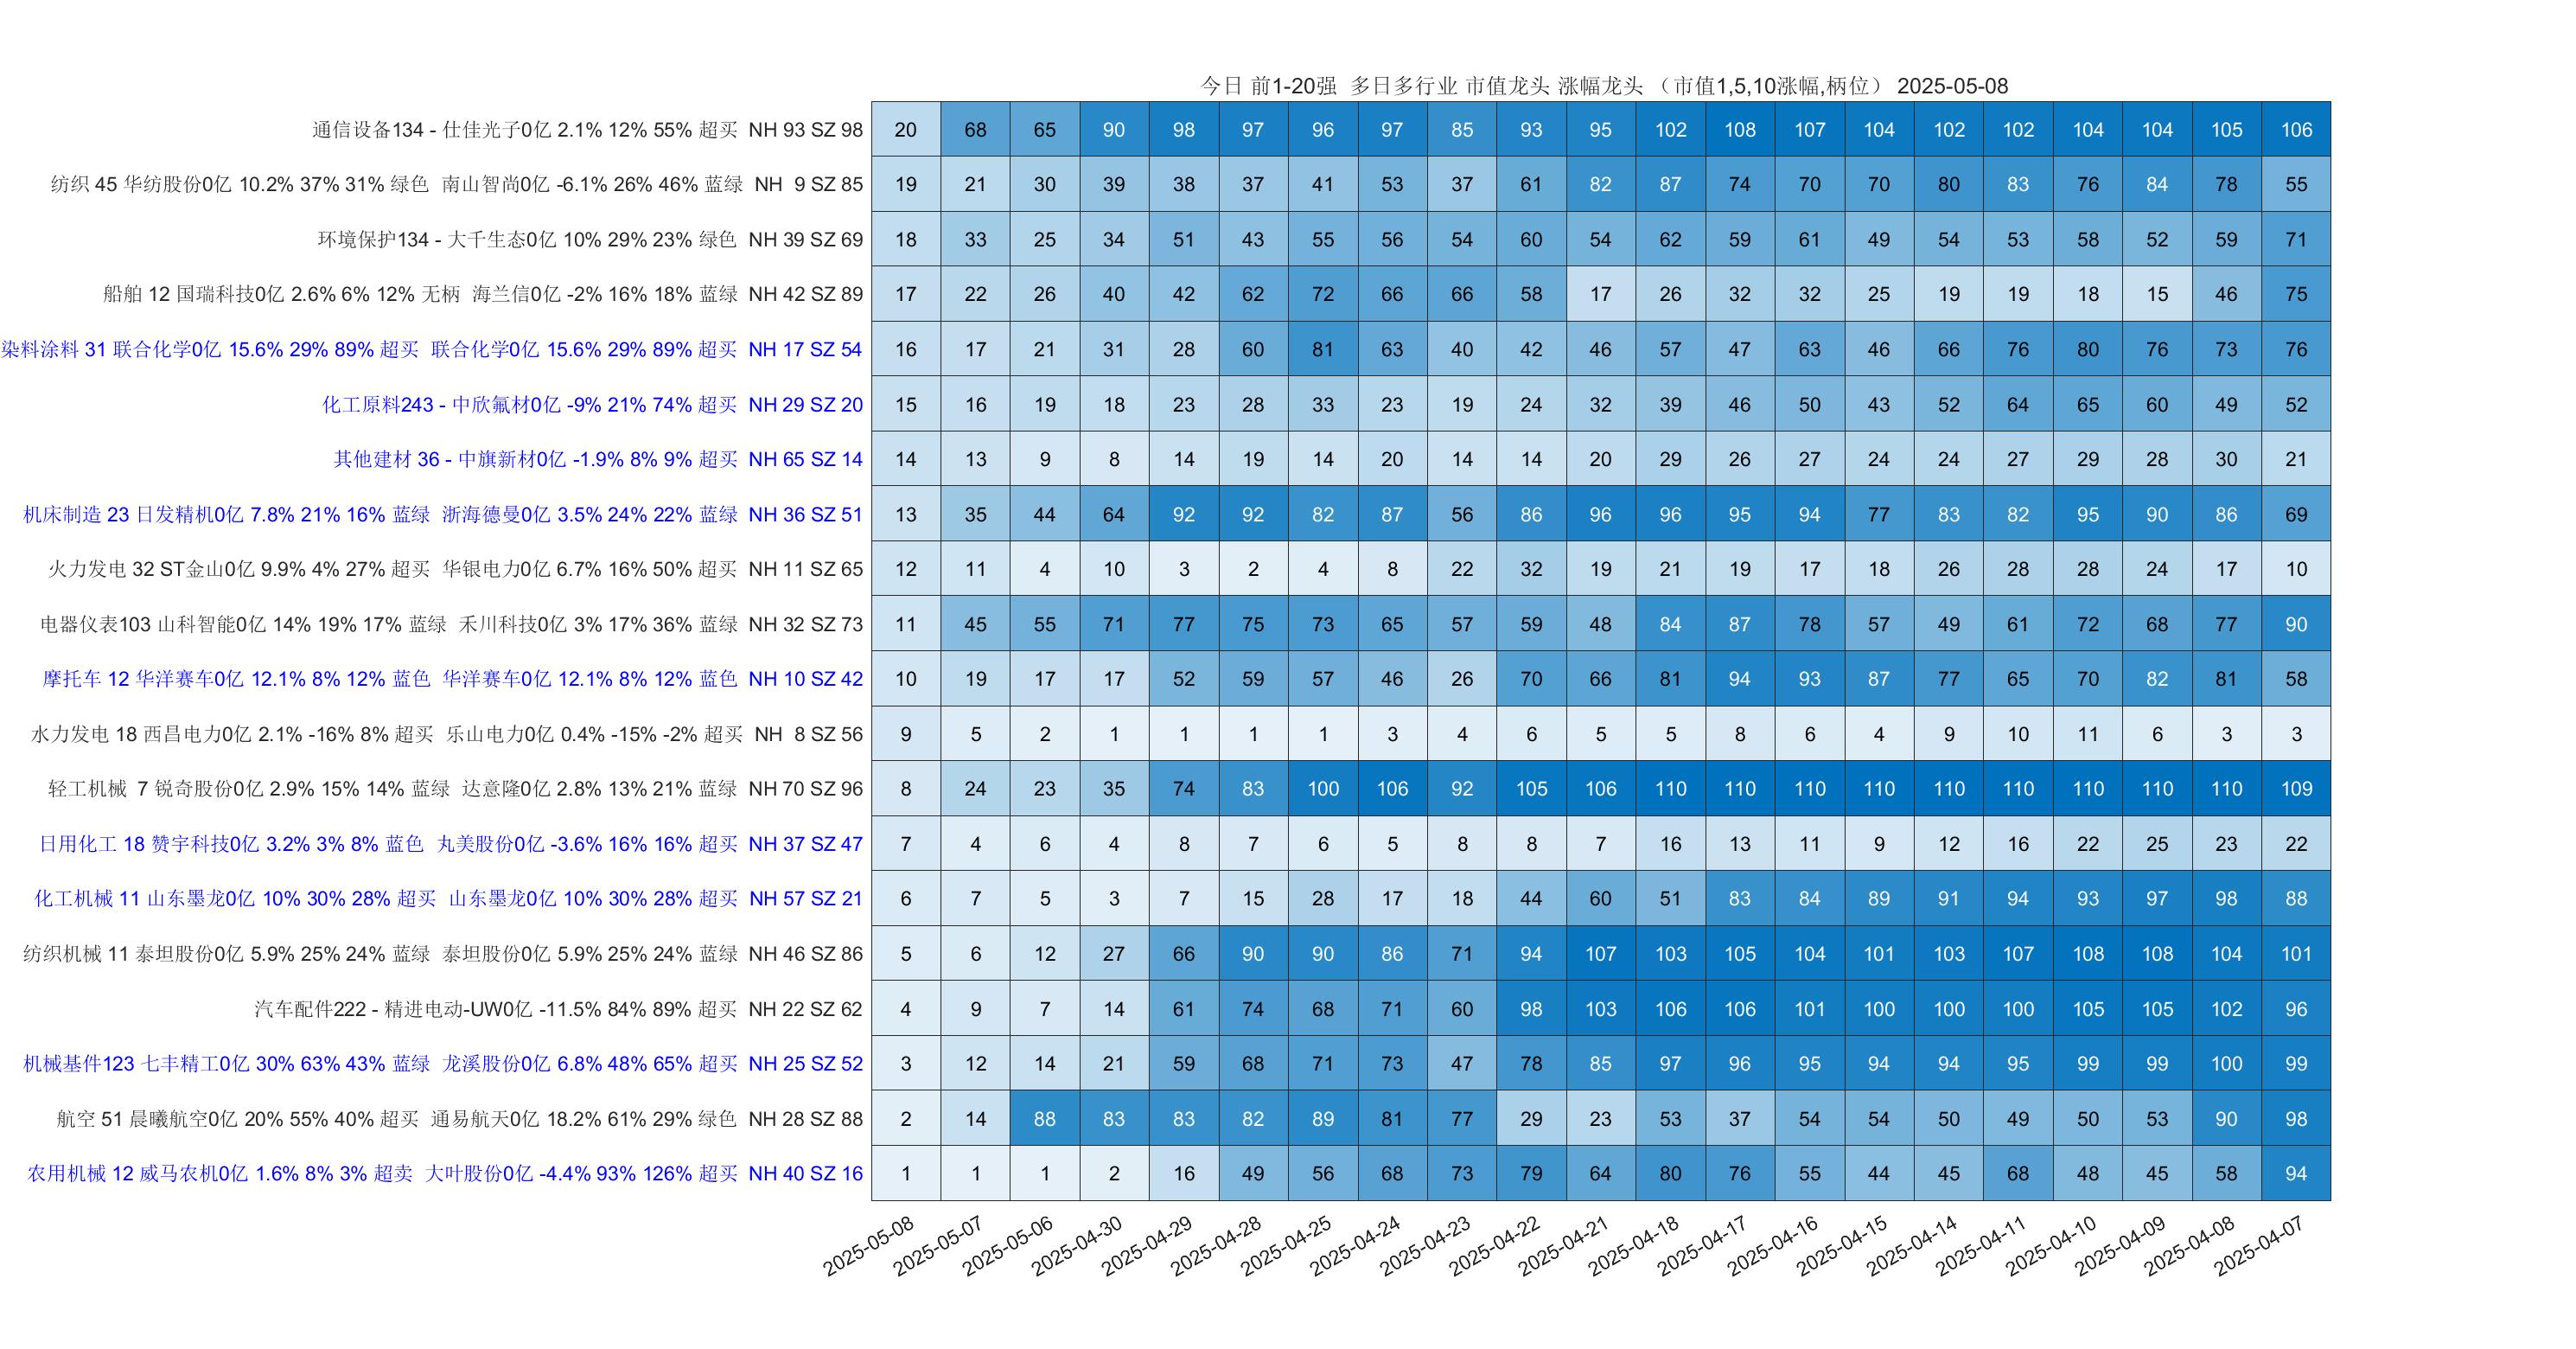 今日 前1-20强 多日多行业 市值龙头 涨幅龙头 （市值1,5,10涨幅,柄位） 2025-05-08
通信设备134 - 仕佳光子0亿 2.1% 12% 55% 超买 NH 93 SZ 98 20 68 65 90 98 97 96 97 85 93 95 102 108 107 104 102 102 104 104 105 106
纺织 45 华纺股份0亿 10.2% 37% 31% 绿色 南山智尚0亿 -6.1% 26% 46% 蓝绿 NH 9 SZ 85 19 21 30 39 38 37 41 53 37 61 82 87 74 70 70 80 83 76 84 78 55
环境保护134 - 大千生态0亿 10% 29% 23% 绿色 NH 39 SZ 69 18 33 25 34 51 43 55 56 54 60 54 62 59 61 49 54 53 58 52 59 71
船舶 12 国瑞科技0亿 2.6% 6% 12% 无柄 海兰信0亿 -2% 16% 18% 蓝绿 NH 42 SZ 89 17 22 26 40 42 62 72 66 66 58 17 26 32 32 25 19 19 18 15 46 75
染料涂料 31 联合化学0亿 15.6% 29% 89% 超买 联合化学0亿 15.6% 29% 89% 超买 NH 17 SZ 54 16 17 21 31 28 60 81 63 40 42 46 57 47 63 46 66 76 80 76 73 76
化工原料243 - 中欣氟材0亿 -9% 21% 74% 超买 NH 29 SZ 20 15 16 19 18 23 28 33 23 19 24 32 39 46 50 43 52 64 65 60 49 52
其他建材 36 - 中旗新材0亿 -1.9% 8% 9% 超买 NH 65 SZ 14 14 13 9 8 14 19 14 20 14 14 20 29 26 27 24 24 27 29 28 30 21
机床制造 23 日发精机0亿 7.8% 21% 16% 蓝绿 浙海德曼0亿 3.5% 24% 22% 蓝绿 NH 36 SZ 51 13 35 44 64 92 92 82 87 56 86 96 96 95 94 77 83 82 95 90 86 69
火力发电 32 ST金山0亿 9.9% 4% 27% 超买 华银电力0亿 6.7% 16% 50% 超买 NH 11 SZ 65 12 11 4 10 3 2 4 8 22 32 19 21 19 17 18 26 28 28 24 17 10
电器仪表103 山科智能0亿 14% 19% 17% 蓝绿 禾川科技0亿 3% 17% 36% 蓝绿 NH 32 SZ 73 11 45 55 71 77 75 73 65 57 59 48 84 87 78 57 49 61 72 68 77 90
摩托车 12 华洋赛车0亿 12.1% 8% 12% 蓝色 华洋赛车0亿 12.1% 8% 12% 蓝色 NH 10 SZ 42 10 19 17 17 52 59 57 46 26 70 66 81 94 93 87 77 65 70 82 81 58
水力发电 18 西昌电力0亿 2.1% -16% 8% 超买 乐山电力0亿 0.4% -15% -2% 超买 NH 8 SZ 56 9 5 2 1 1 1 1 3 4 6 5 5 8 6 4 9 10 11 6 3 3
轻工机械 7 锐奇股份0亿 2.9% 15% 14% 蓝绿 达意隆0亿 2.8% 13% 21% 蓝绿 NH 70 SZ 96 8 24 23 35 74 83 100 106 92 105 106 110 110 110 110 110 110 110 110 110 109
日用化工 18 赞宇科技0亿 3.2% 3% 8% 蓝色 丸美股份0亿 -3.6% 16% 16% 超买 NH 37 SZ 47 7 4 6 4 8 7 6 5 8 8 7 16 13 11 9 12 16 22 25 23 22
化工机械 11 山东墨龙0亿 10% 30% 28% 超买 山东墨龙0亿 10% 30% 28% 超买 NH 57 SZ 21 6 7 5 3 7 15 28 17 18 44 60 51 83 84 89 91 94 93 97 98 88
纺织机械 11 泰坦股份0亿 5.9% 25% 24% 蓝绿 泰坦股份0亿 5.9% 25% 24% 蓝绿 NH 46 SZ 86 5 6 12 27 66 90 90 86 71 94 107 103 105 104 101 103 107 108 108 104 101
汽车配件222 - 精进电动-UW0亿 -11.5% 84% 89% 超买 NH 22 SZ 62 4 9 7 14 61 74 68 71 60 98 103 106 106 101 100 100 100 105 105 102 96
机械基件123 七丰精工0亿 30% 63% 43% 蓝绿 龙溪股份0亿 6.8% 48% 65% 超买 NH 25 SZ 52 3 12 14 21 59 68 71 73 47 78 85 97 96 95 94 94 95 99 99 100 99
航空 51 晨曦航空0亿 20% 55% 40% 超买 通易航天0亿 18.2% 61% 29% 绿色 NH 28 SZ 88 2 14 88 83 83 82 89 81 77 29 23 53 37 54 54 50 49 50 53 90 98
农用机械 12 威马农机0亿 1.6% 8% 3% 超卖 大叶股份0亿 -4.4% 93% 126% 超买 NH 40 SZ 16 1 1 1 2 16 49 56 68 73 79 64 80 76 55 44 45 68 48 45 58 94
2025-05-08 2025-05-07 2025-05-06 2025-04-30 2025-04-29 2025-04-28 2025-04-25 2025-04-24 2025-04-23 2025-04-22 2025-04-21 2025-04-18 2025-04-17 2025-04-16 2025-04-15 2025-04-14 2025-04-11 2025-04-10 2025-04-09 2025-04-08 2025-04-07